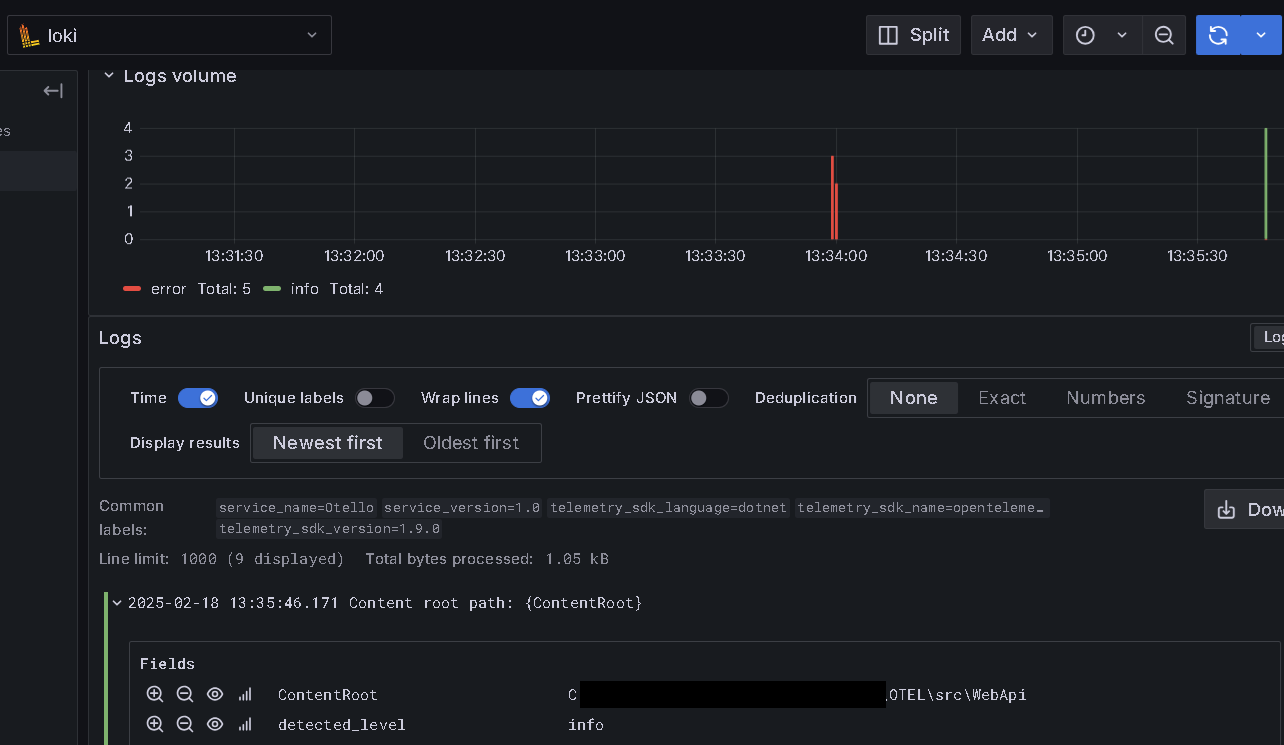 loki Split Add
Logs volume
es
4
3
2
1
0
13:31:30 13:32:00 13:32:30 13:33:00 13:33:30 13:34:00 13:34:30 13:35:00 13:35:30
error Total: 5 info Total: 4
Logs Log
Time Unique labels Wrap lines Prettify JSON Deduplication None Exact Numbers Signature
Display results Newest first Oldest first
Common labels: service_name=Otello service_version=1.0 telemetry_sdk_language=dotnet telemetry_sdk_name=openteleme… Dow
telemetry_sdk_version=1.9.0
Line limit: 1000 (9 displayed) Total bytes processed: 1.05 kB
2025-02-18 13:35:46.171 Content root path: {ContentRoot}
Fields
ContentRoot C OTEL\src\WebApi
detected_level info